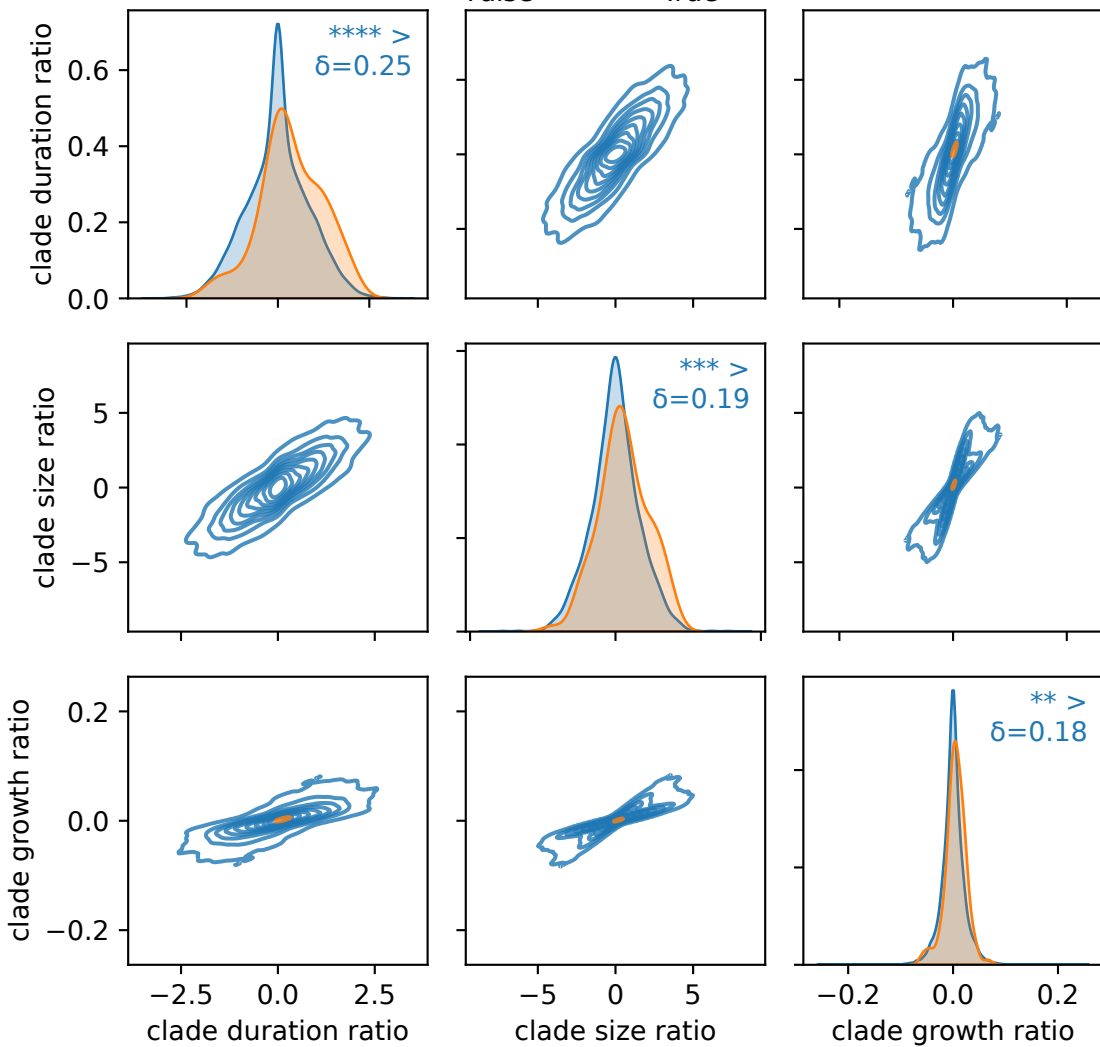 **** >
δ=0.25
clade duration ratio
0.6
0.4
0.2
0.0
*** >
δ=0.19
clade size ratio
5
0
−5
** >
δ=0.18
clade growth ratio
0.2
0.0
−0.2
−2.5 0.0 2.5
−5 0 5
−0.2 0.0 0.2
clade duration ratio
clade size ratio
clade growth ratio